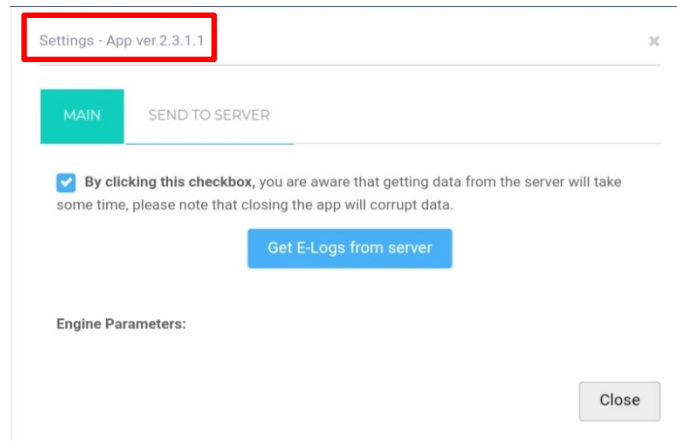 Settings - App ver.2.3.1.1
×
MAIN
SEND TO SERVER
By clicking this checkbox, you are aware that getting data from the server will take
some time, please note that closing the app will corrupt data.
Get E-Logs from server
Engine Parameters:
Close